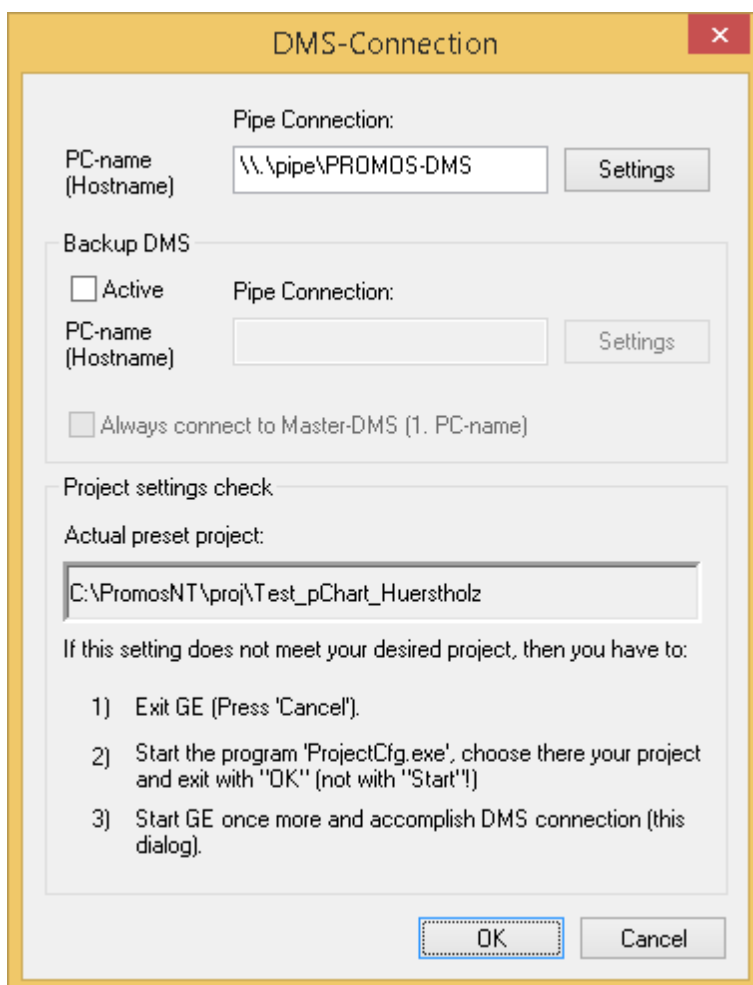 DMS-Connection
Pipe Connection:
PC-name
(Hostname)
\\.\pipe\PROMOS-DMS
Settings
Backup DMS
Active
Pipe Connection:
PC-name
(Hostname)
Settings
Always connect to Master-DMS (1. PC-name)
Project settings check
Actual preset project:
C:\PromosNT\proj\Test_pChart_Huerstholz
If this setting does not meet your desired project, then you have to:
1) Exit GE (Press 'Cancel').
2) Start the program 'ProjectCfg.exe', choose there your project
and exit with "OK" (not with "Start"!)
3) Start GE once more and accomplish DMS connection (this
dialog).
OK
Cancel